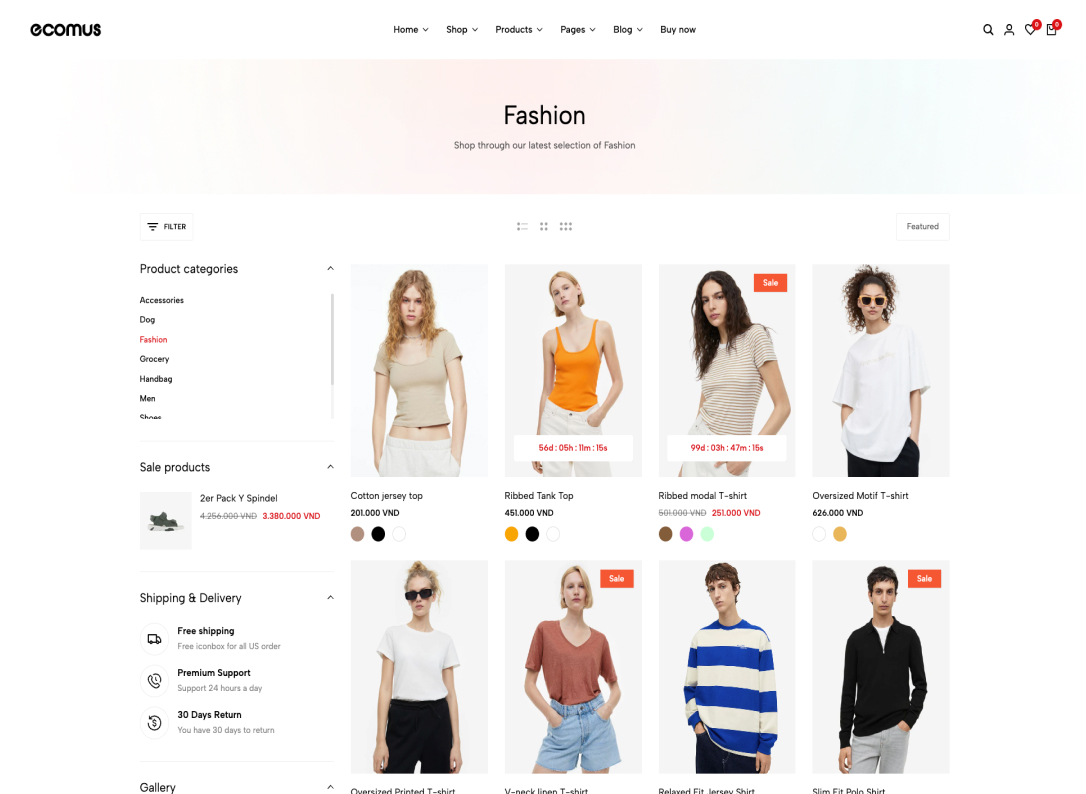 ecomus
Home
Shop
Products
Pages
Blog
Buy now
0
0
Fashion
Shop through our latest selection of Fashion
FILTER
Featured
Product categories
Accessories
Dog
Fashion
Grocery
Handbag
Men
Shoes
Sale products
2er Pack Y Spindel
4.256.000 VND 3.380.000 VND
Shipping & Delivery
Free shipping
Free iconbox for all US order
Premium Support
Support 24 hours a day
30 Days Return
You have 30 days to return
Gallery
56d : 05h : 11m : 15s
Sale
99d : 03h : 47m : 15s
Cotton jersey top
201.000 VND
Ribbed Tank Top
451.000 VND
Ribbed modal T-shirt
501.000 VND 251.000 VND
Oversized Motif T-shirt
626.000 VND
Sale
Sale
Oversized Printed T-shirt
V-neck linen T-shirt
Relaxed Fit Jersey Shirt
Slim Fit Polo Shirt